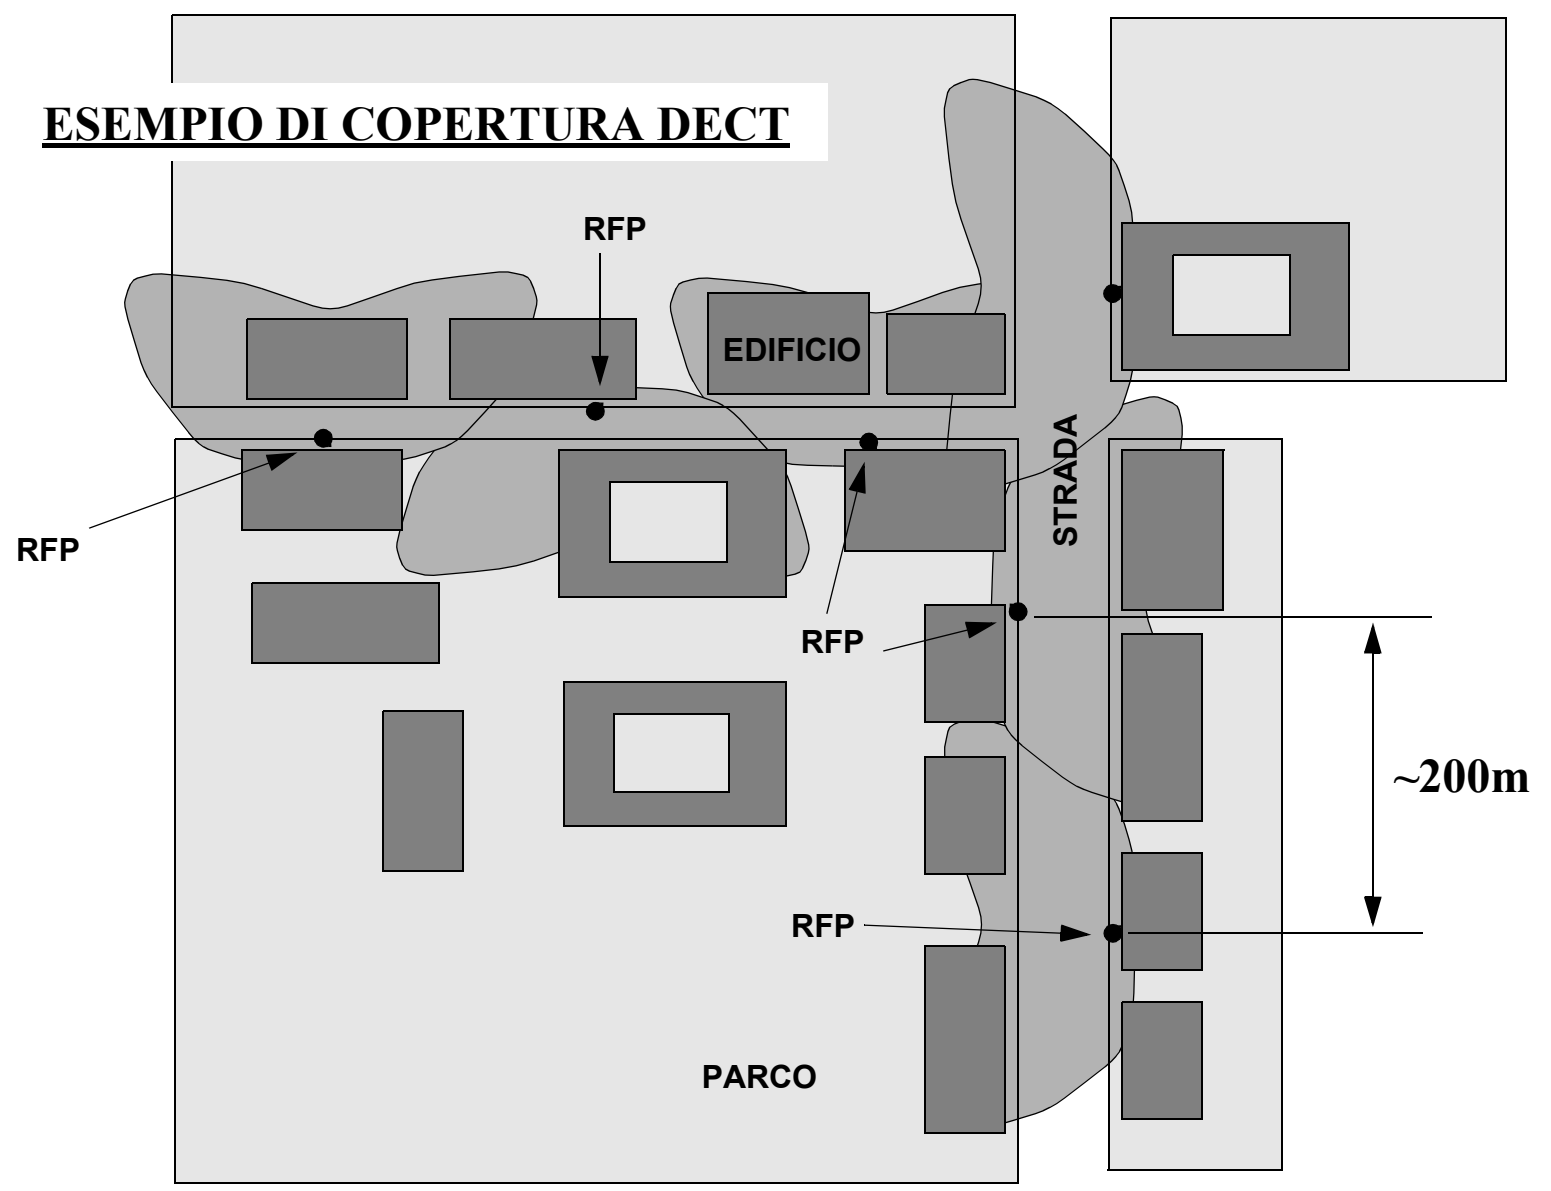 ESEMPIO DI COPERTURA DECT
RFP
EDIFICIO
STRADA
RFP
RFP
~200m
RFP
PARCO